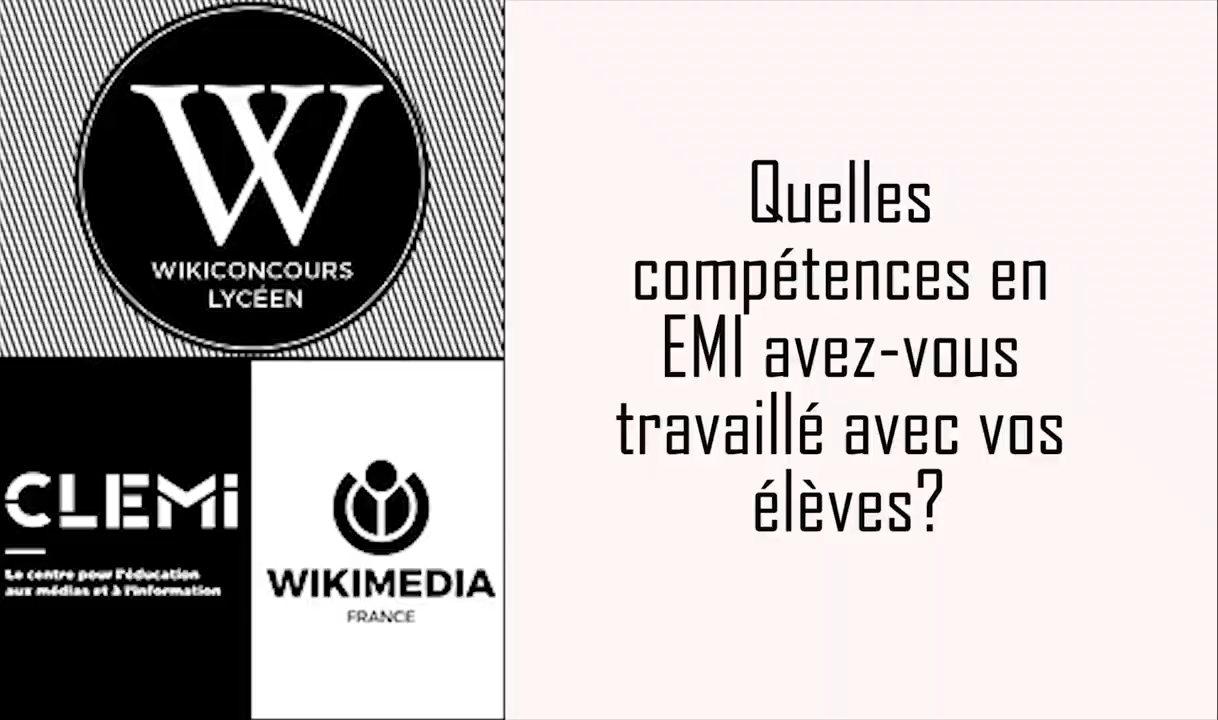 W
WIKICONCOURS
LYCÉEN
CLEMI
Le centre pour l'éducation
aux médias et à l'information
WIKIMEDIA
FRANCE
Quelles
compétences en
EMI avez-vous
travaillé avec vos
élèves?